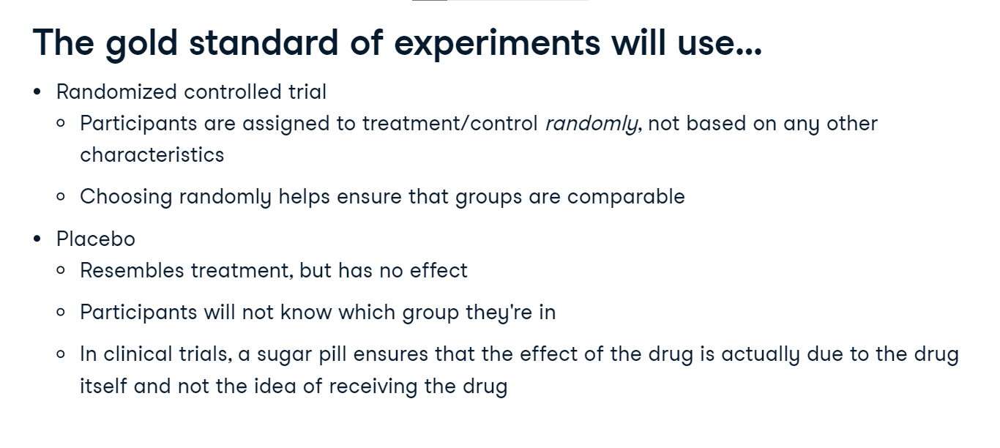 The gold standard of experiments will use...
• Randomized controlled trial
◦ Participants are assigned to treatment/control randomly, not based on any other
characteristics
◦ Choosing randomly helps ensure that groups are comparable
• Placebo
◦ Resembles treatment, but has no effect
◦ Participants will not know which group they're in
◦ In clinical trials, a sugar pill ensures that the effect of the drug is actually due to the drug
itself and not the idea of receiving the drug